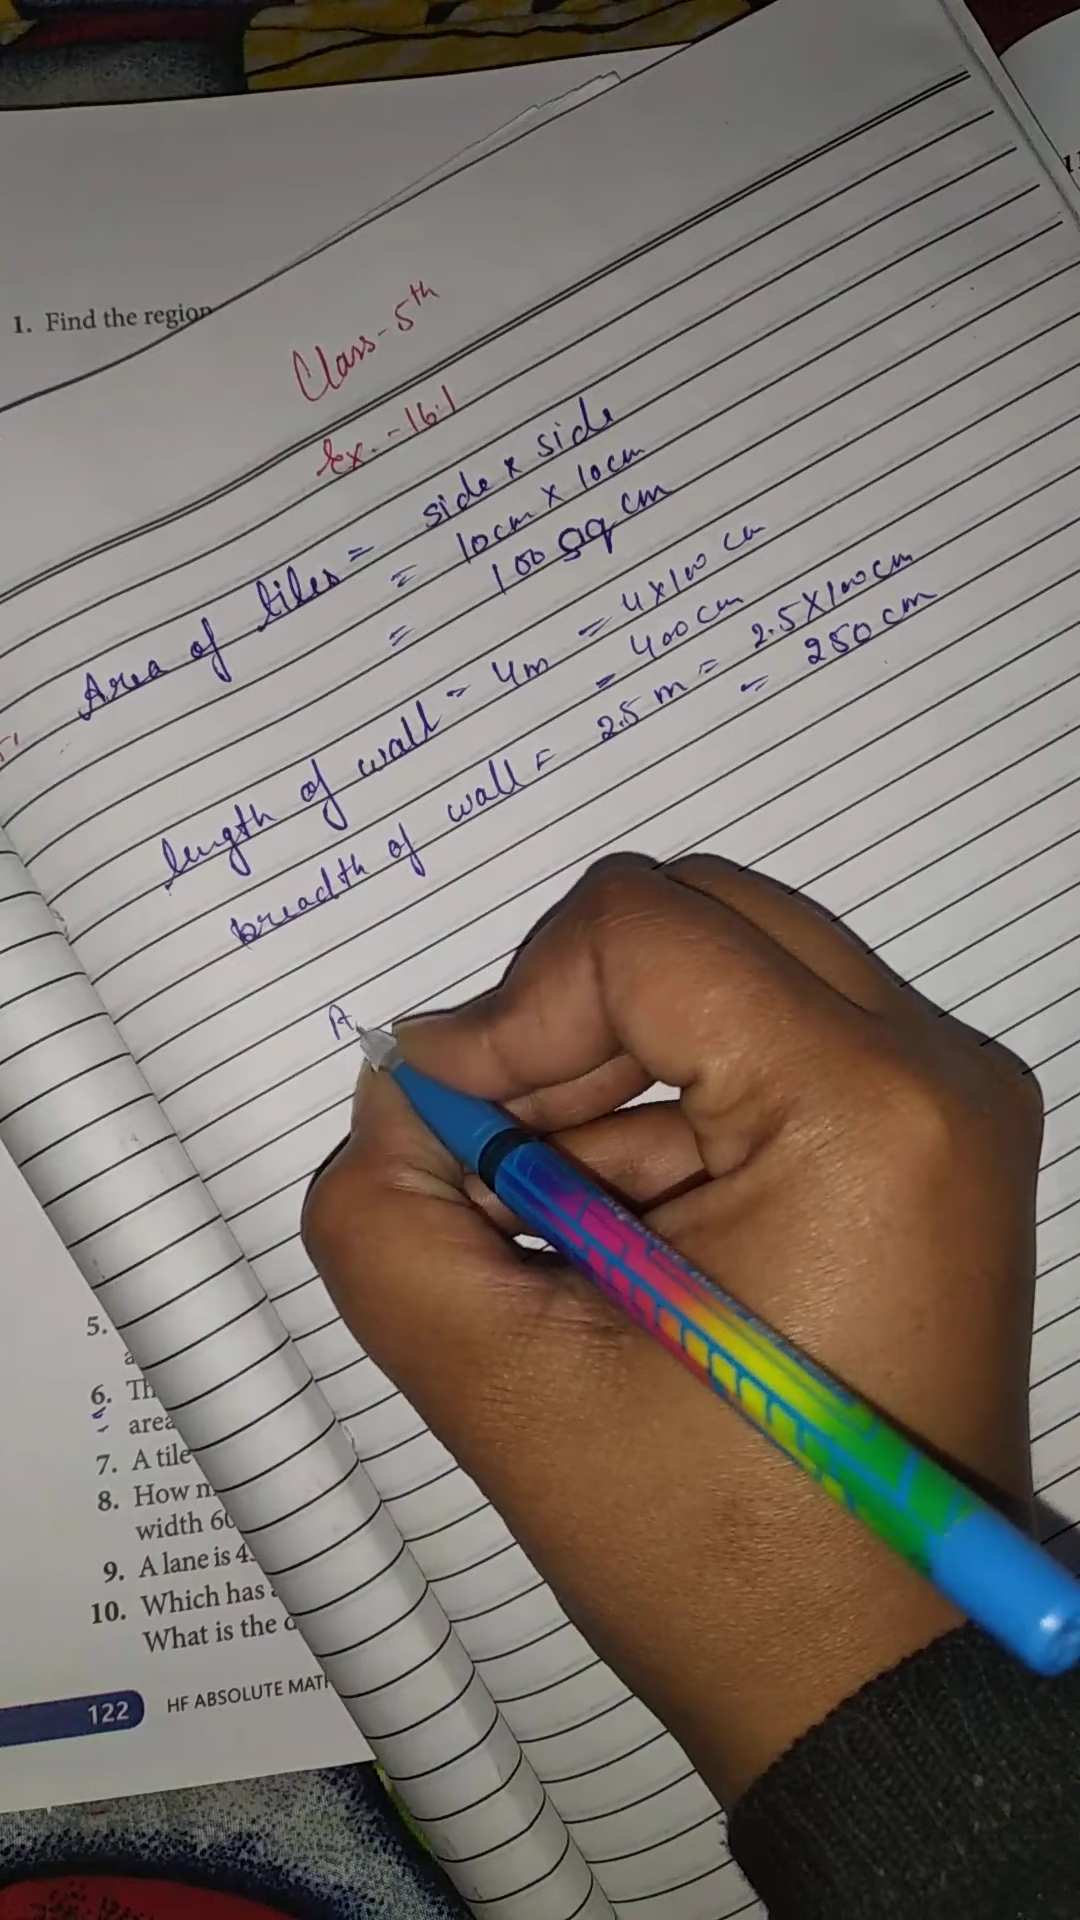 1. Find the region
Class-5th
Ex.-16.1
Area of tiles = side x side
= 10cm x 10cm
= 100 sq cm
length of wall = 4m = 4x100 cm
= 400 cm
breadth of wall = 2.5 m = 2.5X100cm
= 250 cm
A
5.
a
6. Th
area
7. A tile
8. How m
width 60
9. A lane is 4
10. Which has
What is the
122 HF ABSOLUTE MATH